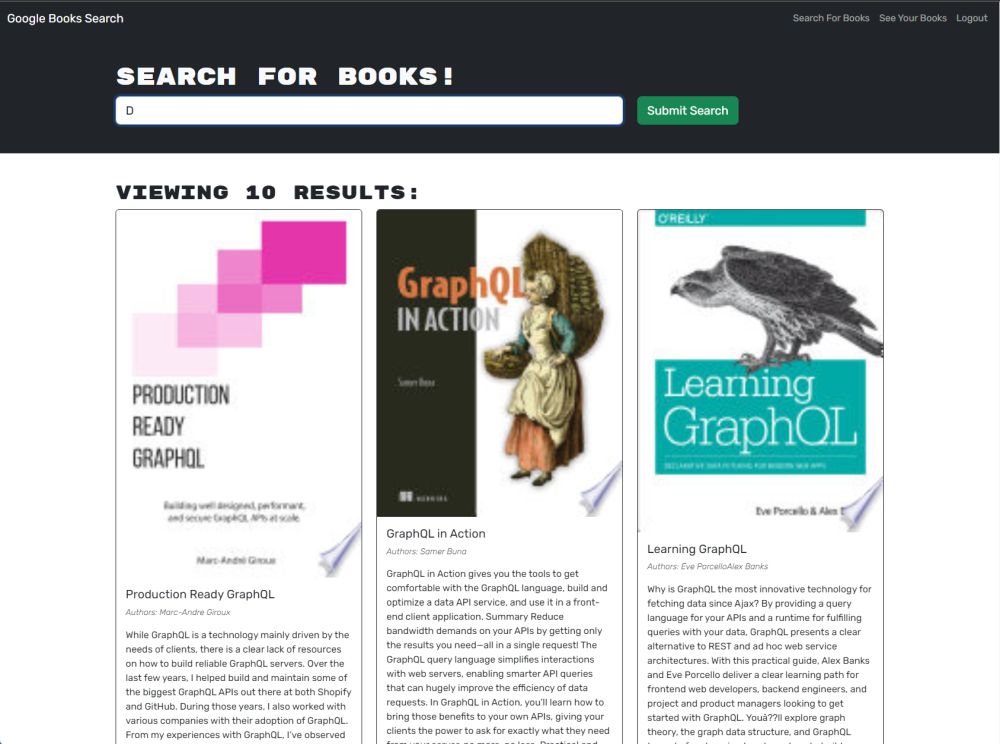 Google Books Search
Search For Books See Your Books Logout
SEARCH FOR BOOKS!
D
Submit Search
VIEWING 10 RESULTS:
PRODUCTION
READY
GRAPHQL
Building well designed, performant,
and secure GraphQL APIs at scale.
Marc-André Giroux
Production Ready GraphQL
Authors: Marc-Andre Giroux
While GraphQL is a technology mainly driven by the
needs of clients, there is a clear lack of resources
on how to build reliable GraphQL servers. Over the
last few years, I helped build and maintain some of
the biggest GraphQL APIs out there at both Shopify
and GitHub. During those years, I also worked with
various companies with their adoption of GraphQL.
From my experiences with GraphQL, I've observed
GraphQL
IN ACTION
Samer Buna
MANNING
GraphQL in Action
Authors: Samer Buna
GraphQL in Action gives you the tools to get
comfortable with the GraphQL language, build and
optimize a data API service, and use it in a front-
end client application. Summary Reduce
bandwidth demands on your APIs by getting only
the results you need—all in a single request! The
GraphQL query language simplifies interactions
with web servers, enabling smarter API queries
that can hugely improve the efficiency of data
requests. In GraphQL in Action, you'll learn how to
bring those benefits to your own APIs, giving your
clients the power to ask for exactly what they need
O'REILLY
Learning
GraphQL
DECLARATIVE DATA FETCHING FOR MODERN WEB APPS
Eve Porcello & Alex
Learning GraphQL
Authors: Eve PorcelloAlex Banks
Why is GraphQL the most innovative technology for
fetching data since Ajax? By providing a query
language for your APIs and a runtime for fulfilling
queries with your data, GraphQL presents a clear
alternative to REST and ad hoc web service
architectures. With this practical guide, Alex Banks
and Eve Porcello deliver a clear learning path for
frontend web developers, backend engineers, and
project and product managers looking to get
started with GraphQL. Youâ??ll explore graph
theory, the graph data structure, and GraphQL